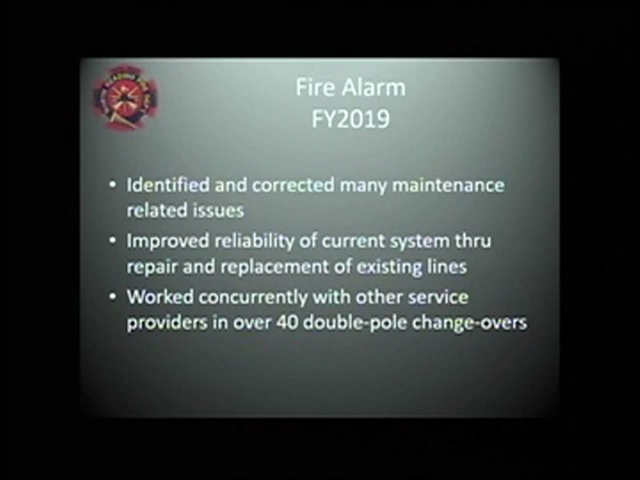 Fire Alarm
FY2019
• Identified and corrected many maintenance
related issues
• Improved reliability of current system thru
repair and replacement of existing lines
• Worked concurrently with other service
providers in over 40 double-pole change-overs